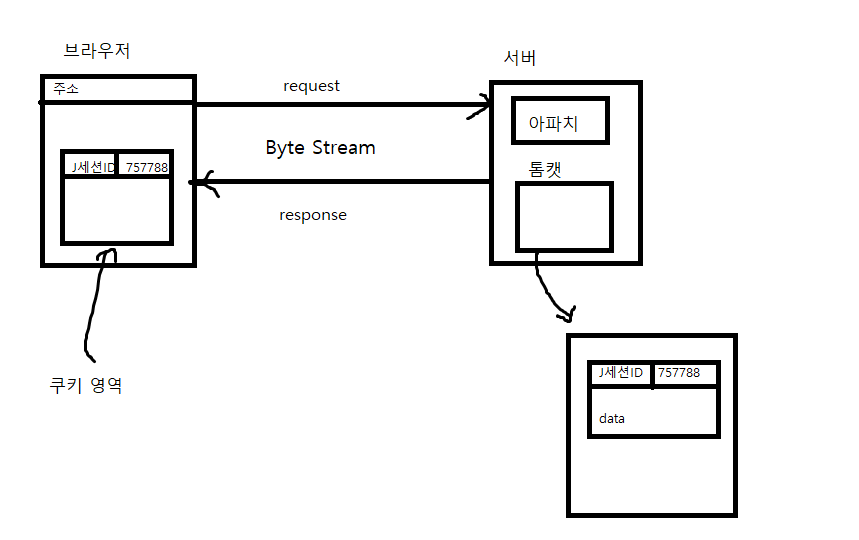 브라우저
서버
주소
request
아파치
Byte Stream
톰캣
J세션ID 757788
response
쿠키 영역
J세션ID 757788
data